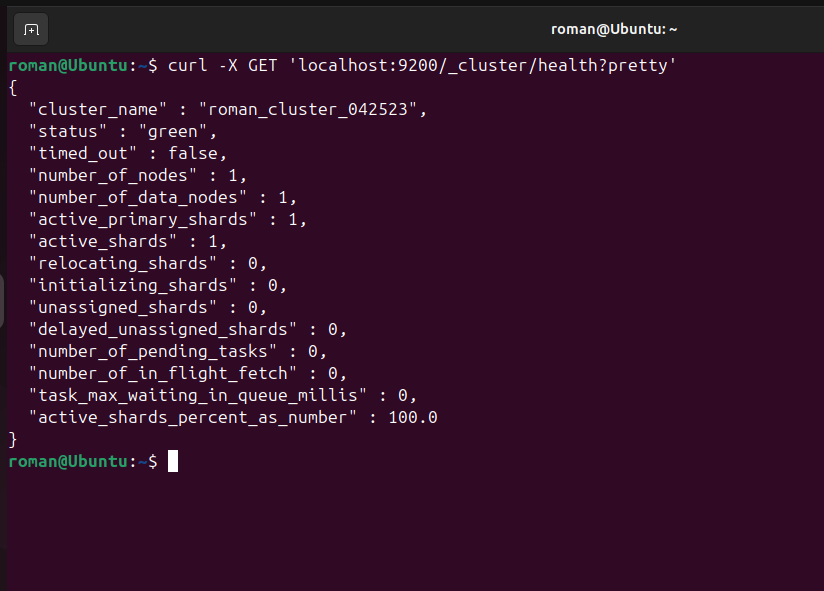 roman@Ubuntu: ~
roman@Ubuntu:~$ curl -X GET 'localhost:9200/_cluster/health?pretty'
{
  "cluster_name" : "roman_cluster_042523",
  "status" : "green",
  "timed_out" : false,
  "number_of_nodes" : 1,
  "number_of_data_nodes" : 1,
  "active_primary_shards" : 1,
  "active_shards" : 1,
  "relocating_shards" : 0,
  "initializing_shards" : 0,
  "unassigned_shards" : 0,
  "delayed_unassigned_shards" : 0,
  "number_of_pending_tasks" : 0,
  "number_of_in_flight_fetch" : 0,
  "task_max_waiting_in_queue_millis" : 0,
  "active_shards_percent_as_number" : 100.0
}
roman@Ubuntu:~$